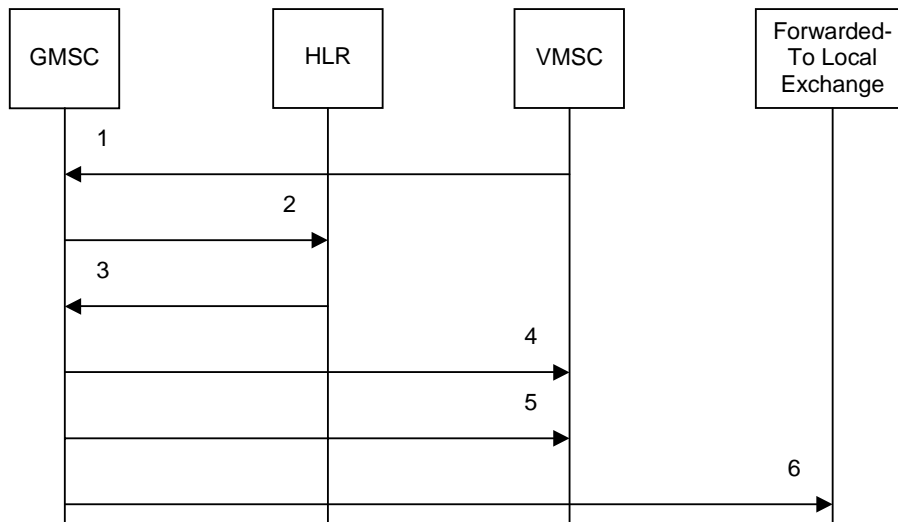 GMSC
HLR
VMSC
Forwarded-
To Local
Exchange
1
2
3
4
5
6